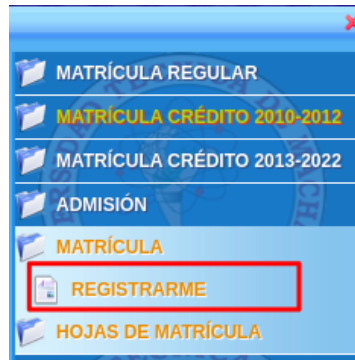 MATRÍCULA REGULAR
MATRÍCULA CRÉDITO 2010-2012
MATRÍCULA CRÉDITO 2013-2022
ADMISIÓN
MATRÍCULA
REGISTRARME
HOJAS DE MATRÍCULA